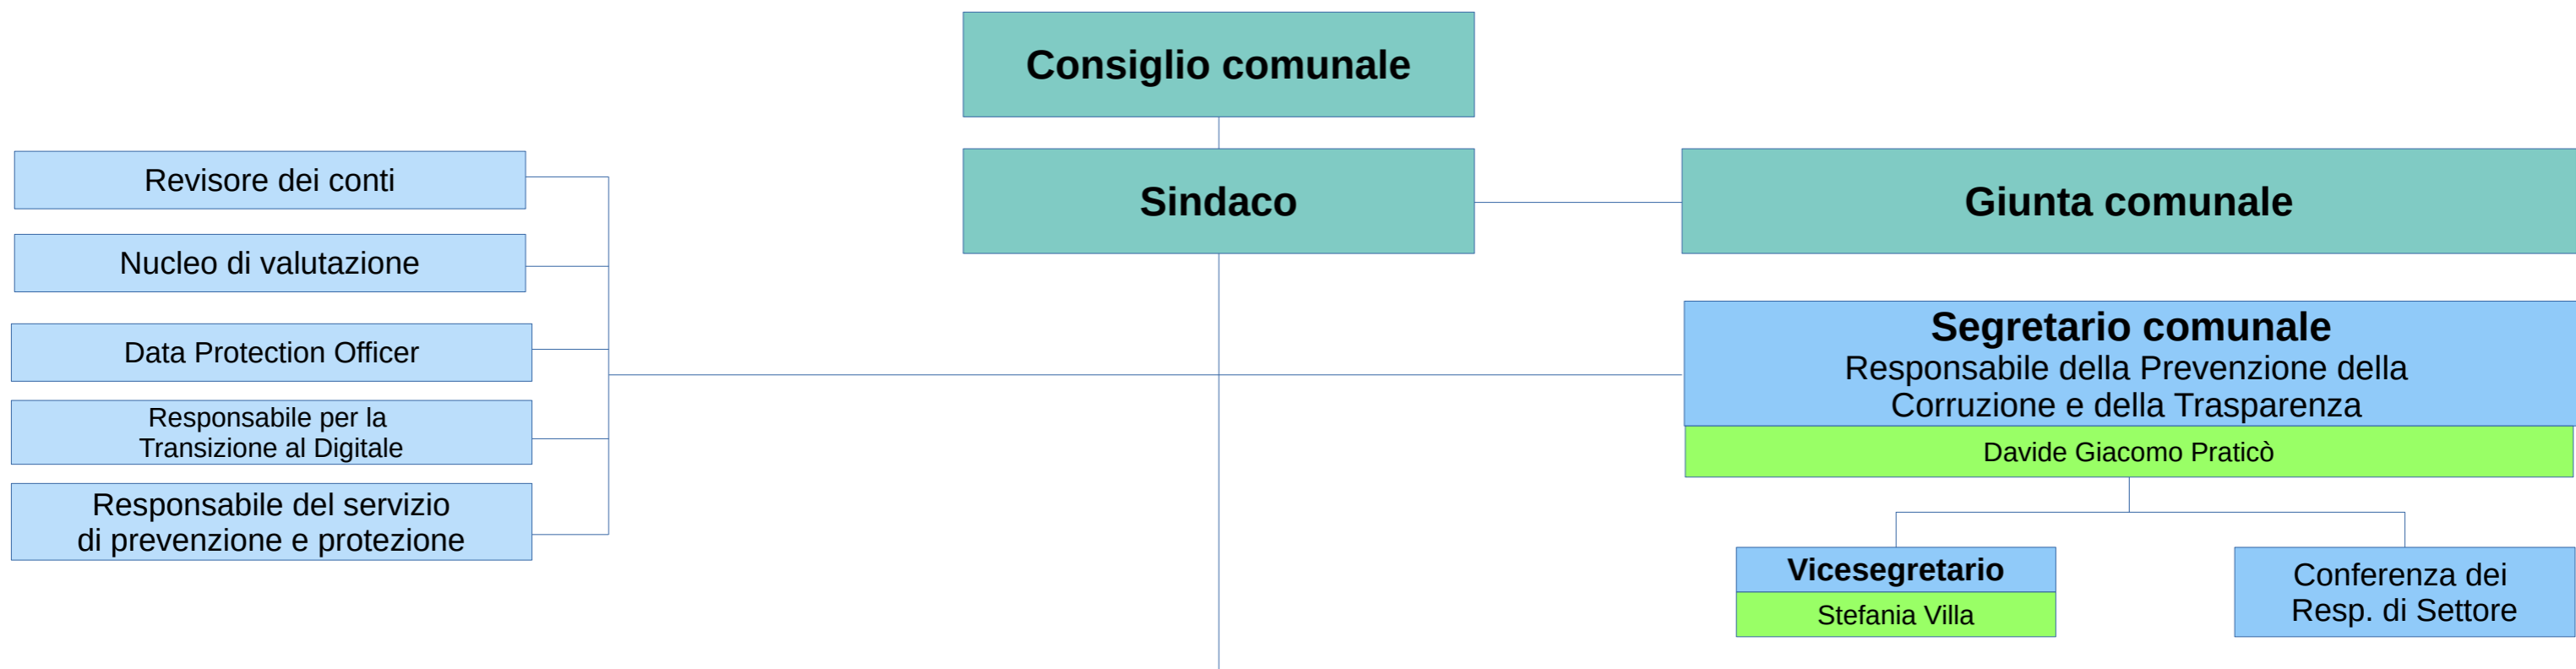 Consiglio comunale
Sindaco
Giunta comunale
Revisore dei conti
Nucleo di valutazione
Data Protection Officer
Responsabile per la
Transizione al Digitale
Responsabile del servizio
di prevenzione e protezione
Segretario comunale
Responsabile della Prevenzione della
Corruzione e della Trasparenza
Davide Giacomo Praticò
Vicesegretario
Stefania Villa
Conferenza dei
Resp. di Settore